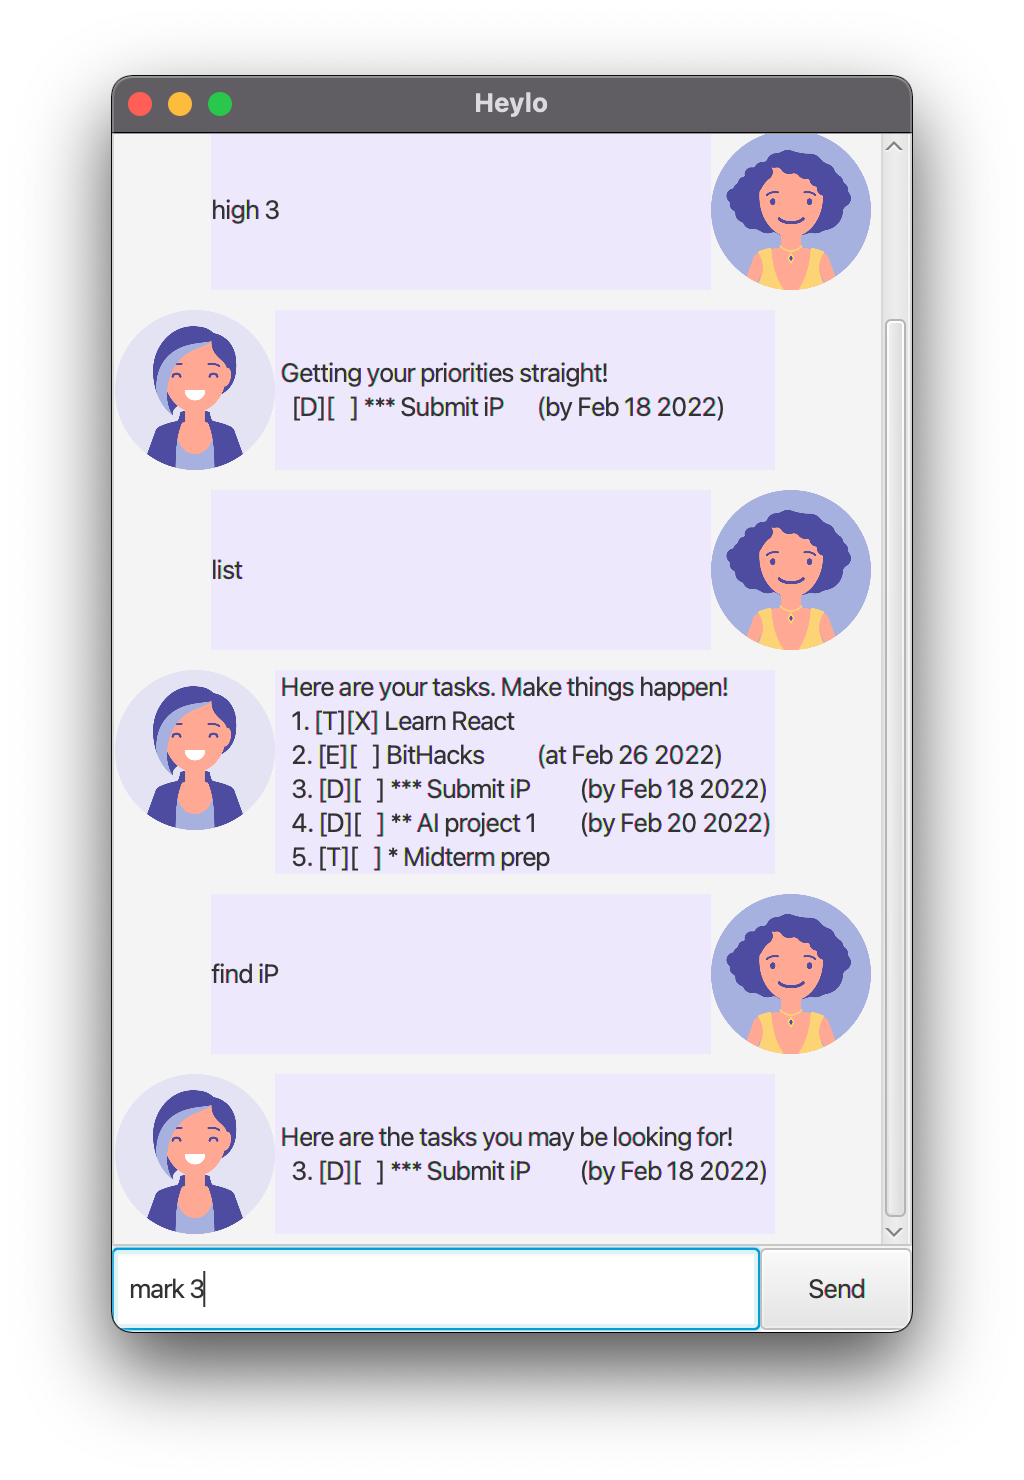 Heylo
high 3
Getting your priorities straight!
[D][ ] *** Submit iP (by Feb 18 2022)
list
Here are your tasks. Make things happen!
1. [T][X] Learn React
2. [E][ ] BitHacks (at Feb 26 2022)
3. [D][ ] *** Submit iP (by Feb 18 2022)
4. [D][ ] ** AI project 1 (by Feb 20 2022)
5. [T][ ] * Midterm prep
find iP
Here are the tasks you may be looking for!
3. [D][ ] *** Submit iP (by Feb 18 2022)
mark 3
Send